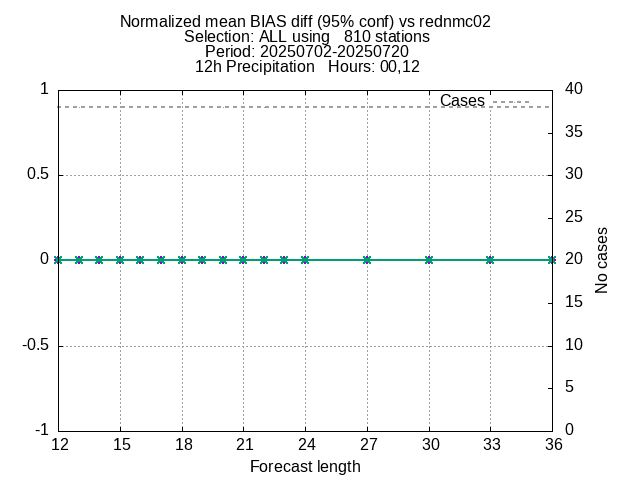 Normalized mean BIAS diff (95% conf) vs rednmc02
Selection: ALL using   810 stations
Period: 20250702-20250720
12h Precipitation   Hours: 00,12
Cases
1
0.5
0
-0.5
-1
40
35
30
25
20
15
10
5
0
No cases
12 15 18 21 24 27 30 33 36
Forecast length